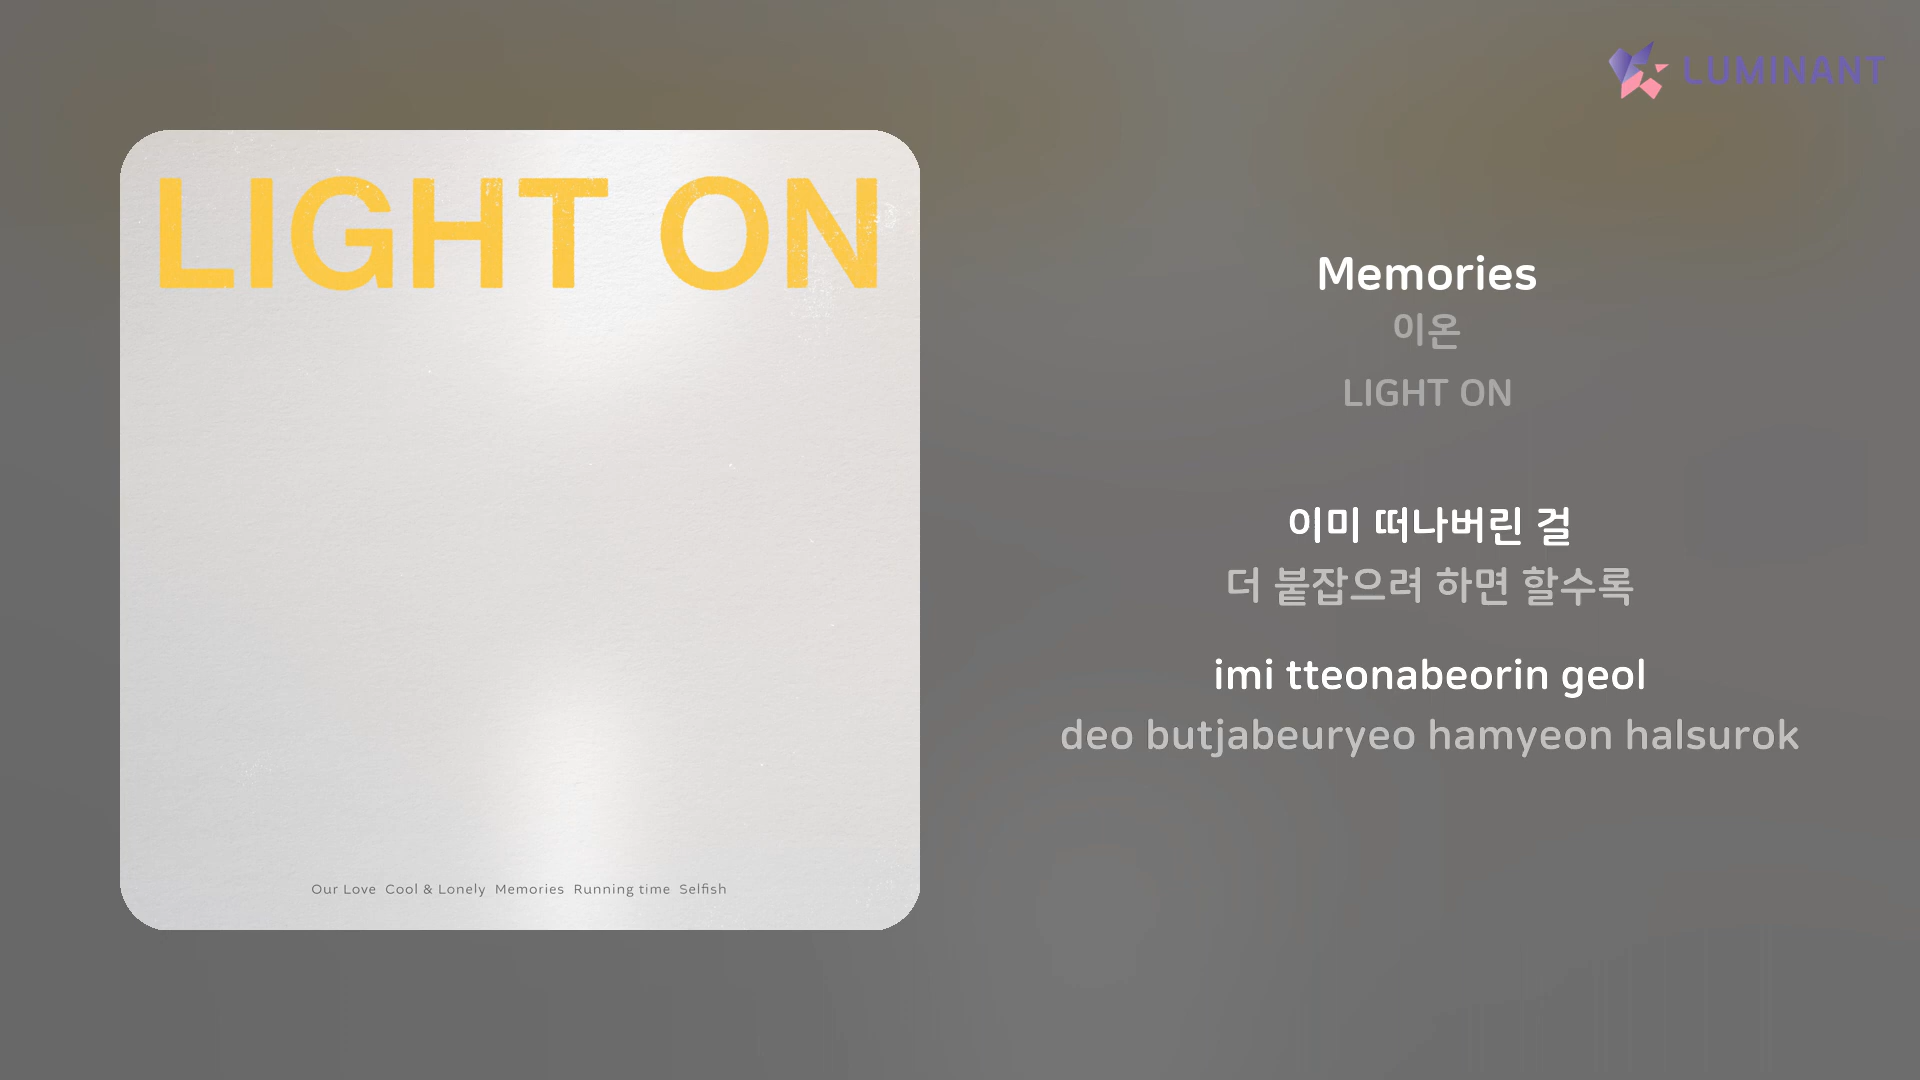 LUMINANT
LIGHT ON
Our Love Cool & Lonely Memories Running time Selfish
Memories
이온
LIGHT ON
이미 떠나버린 걸
더 붙잡으려 하면 할수록
imi tteonabeorin geol
deo butjabeuryeo hamyeon halsurok